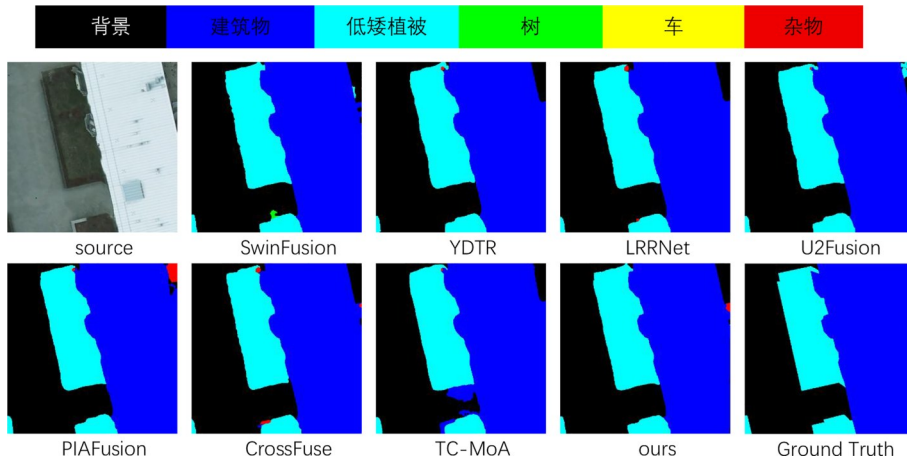 背景 建筑物 低矮植被 树 车 杂物
source SwinFusion YDTR LRRNet U2Fusion
PIAFusion CrossFuse TC-MoA ours Ground Truth